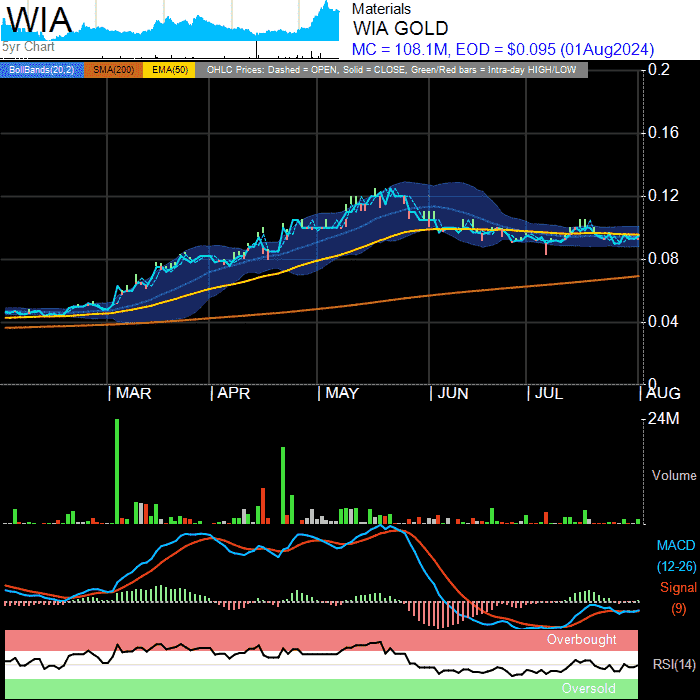 WIA
5yr Chart
Materials
WIA GOLD
MC = 108.1M, EOD = $0.095 (01Aug2024)
BollBands(20,2) SMA(200) EMA(50) OHLC Prices: Dashed = OPEN, Solid = CLOSE, Green/Red bars = Intra-day HIGH/LOW
0.2
0.16
0.12
0.08
0.04
0
MAR APR MAY JUN JUL AUG
24M
Volume
MACD
(12-26)
Signal
(9)
Overbought
RSI(14)
Oversold